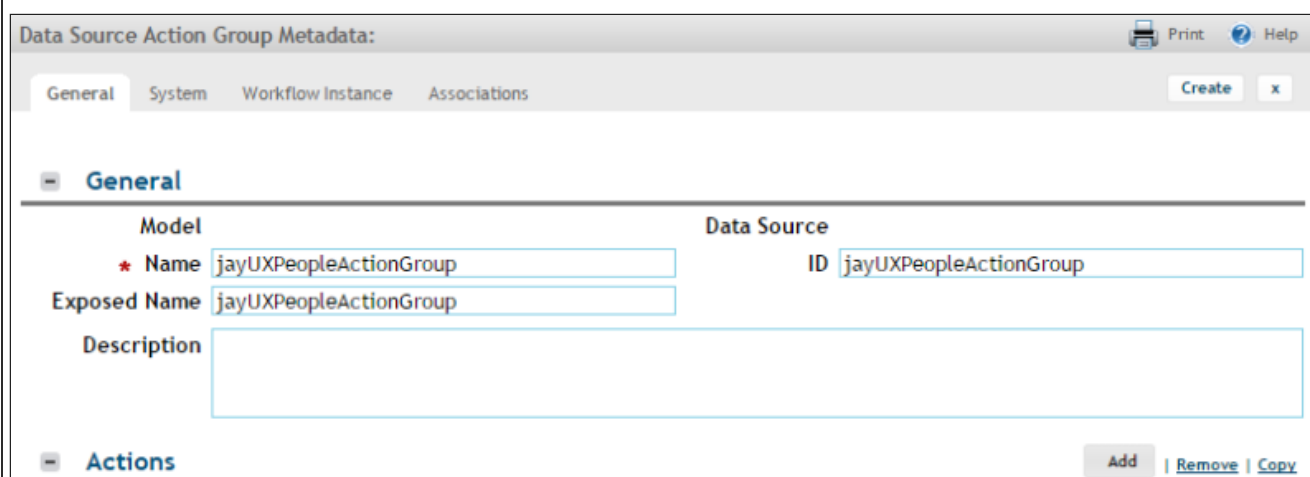 Data Source Action Group Metadata: Print Help
General System Workflow Instance Associations Create x
General
Model Data Source
* Name jayUXPeopleActionGroup ID jayUXPeopleActionGroup
Exposed Name jayUXPeopleActionGroup
Description
Actions Add | Remove | Copy